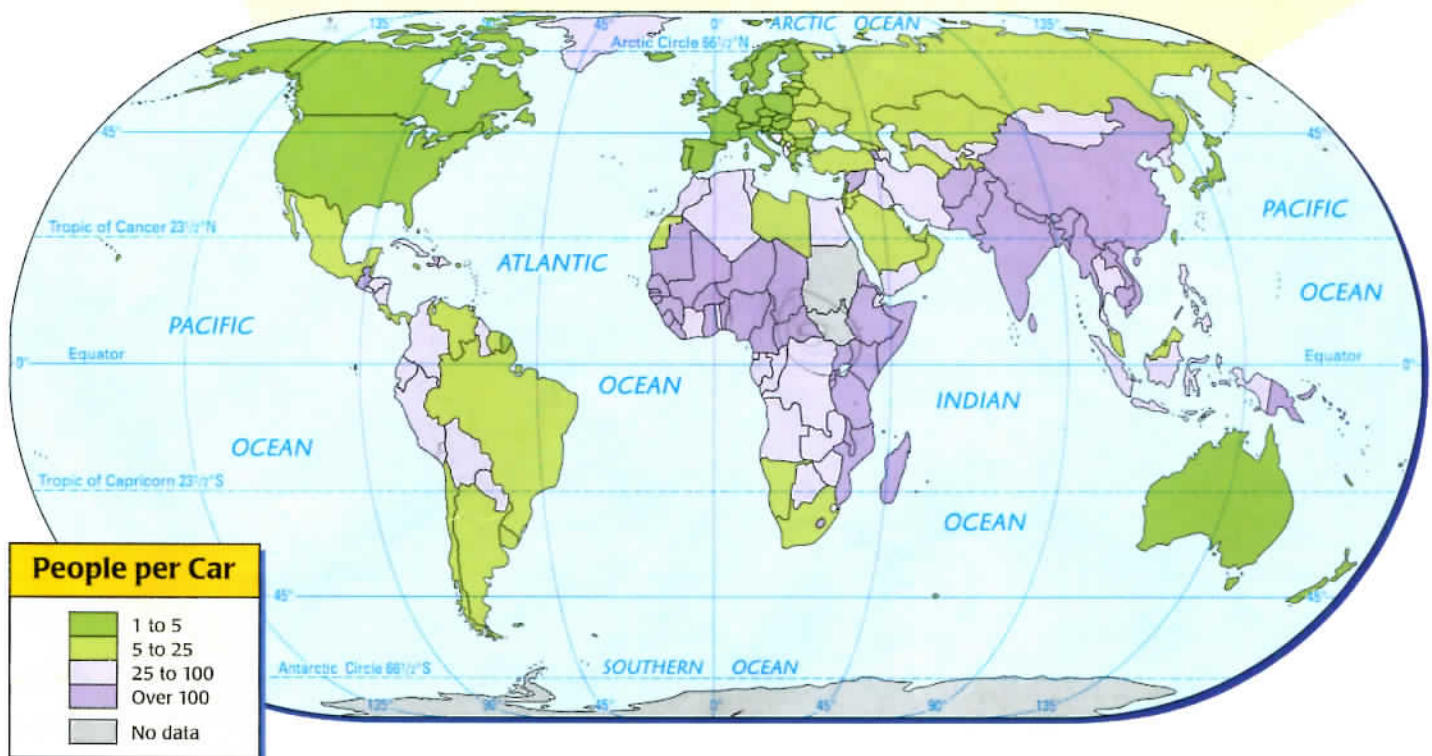 135° 90° 45° 0° ARCTIC OCEAN 135°
Arctic Circle 66½°N
45° 45°
Tropic of Cancer 23½°N
PACIFIC
ATLANTIC
OCEAN
PACIFIC
Equator Equator
0° 0°
OCEAN
INDIAN
OCEAN
Tropic of Capricorn 23½°S
OCEAN
People per Car
1 to 5
5 to 25
25 to 100
Over 100
No data
45° 45°
Antarctic Circle 66½°S
SOUTHERN OCEAN
135° 90° 45° 0° 45° 90° 135°